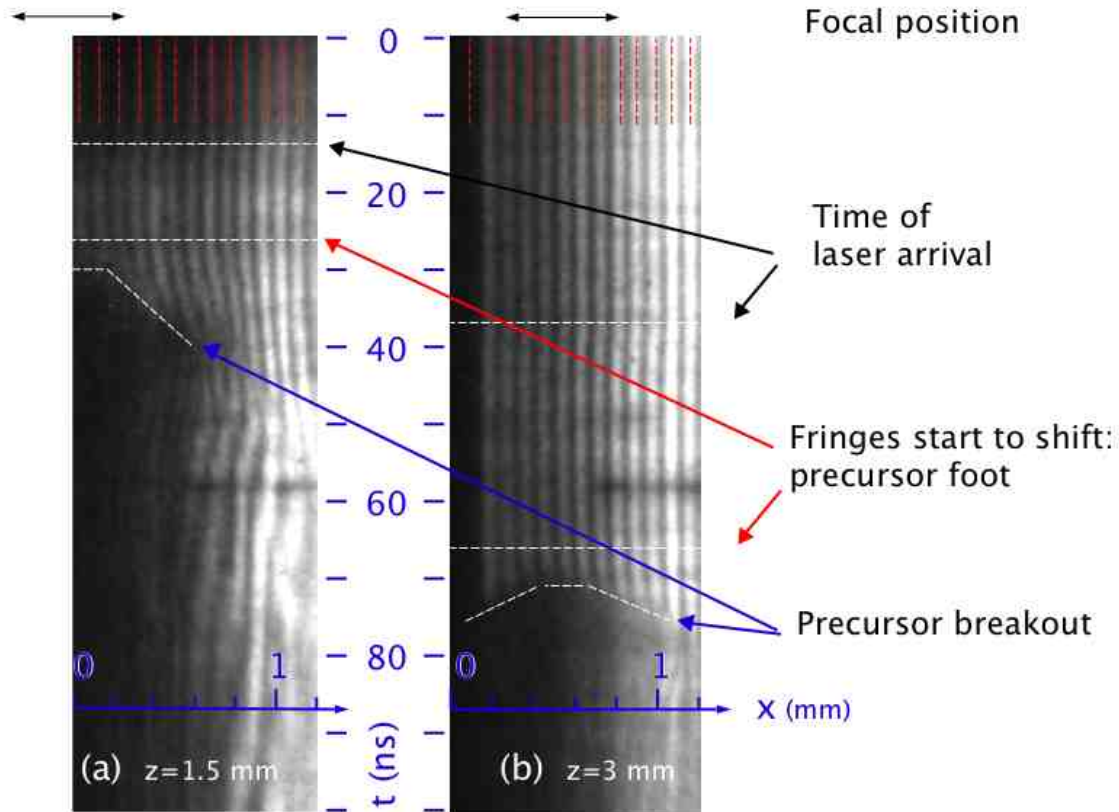 Focal position
0
20
Time of
laser arrival
40
Fringes start to shift:
precursor foot
60
Precursor breakout
80
0
1
0
1
x (mm)
t (ns)
(a) z=1.5 mm
(b) z=3 mm